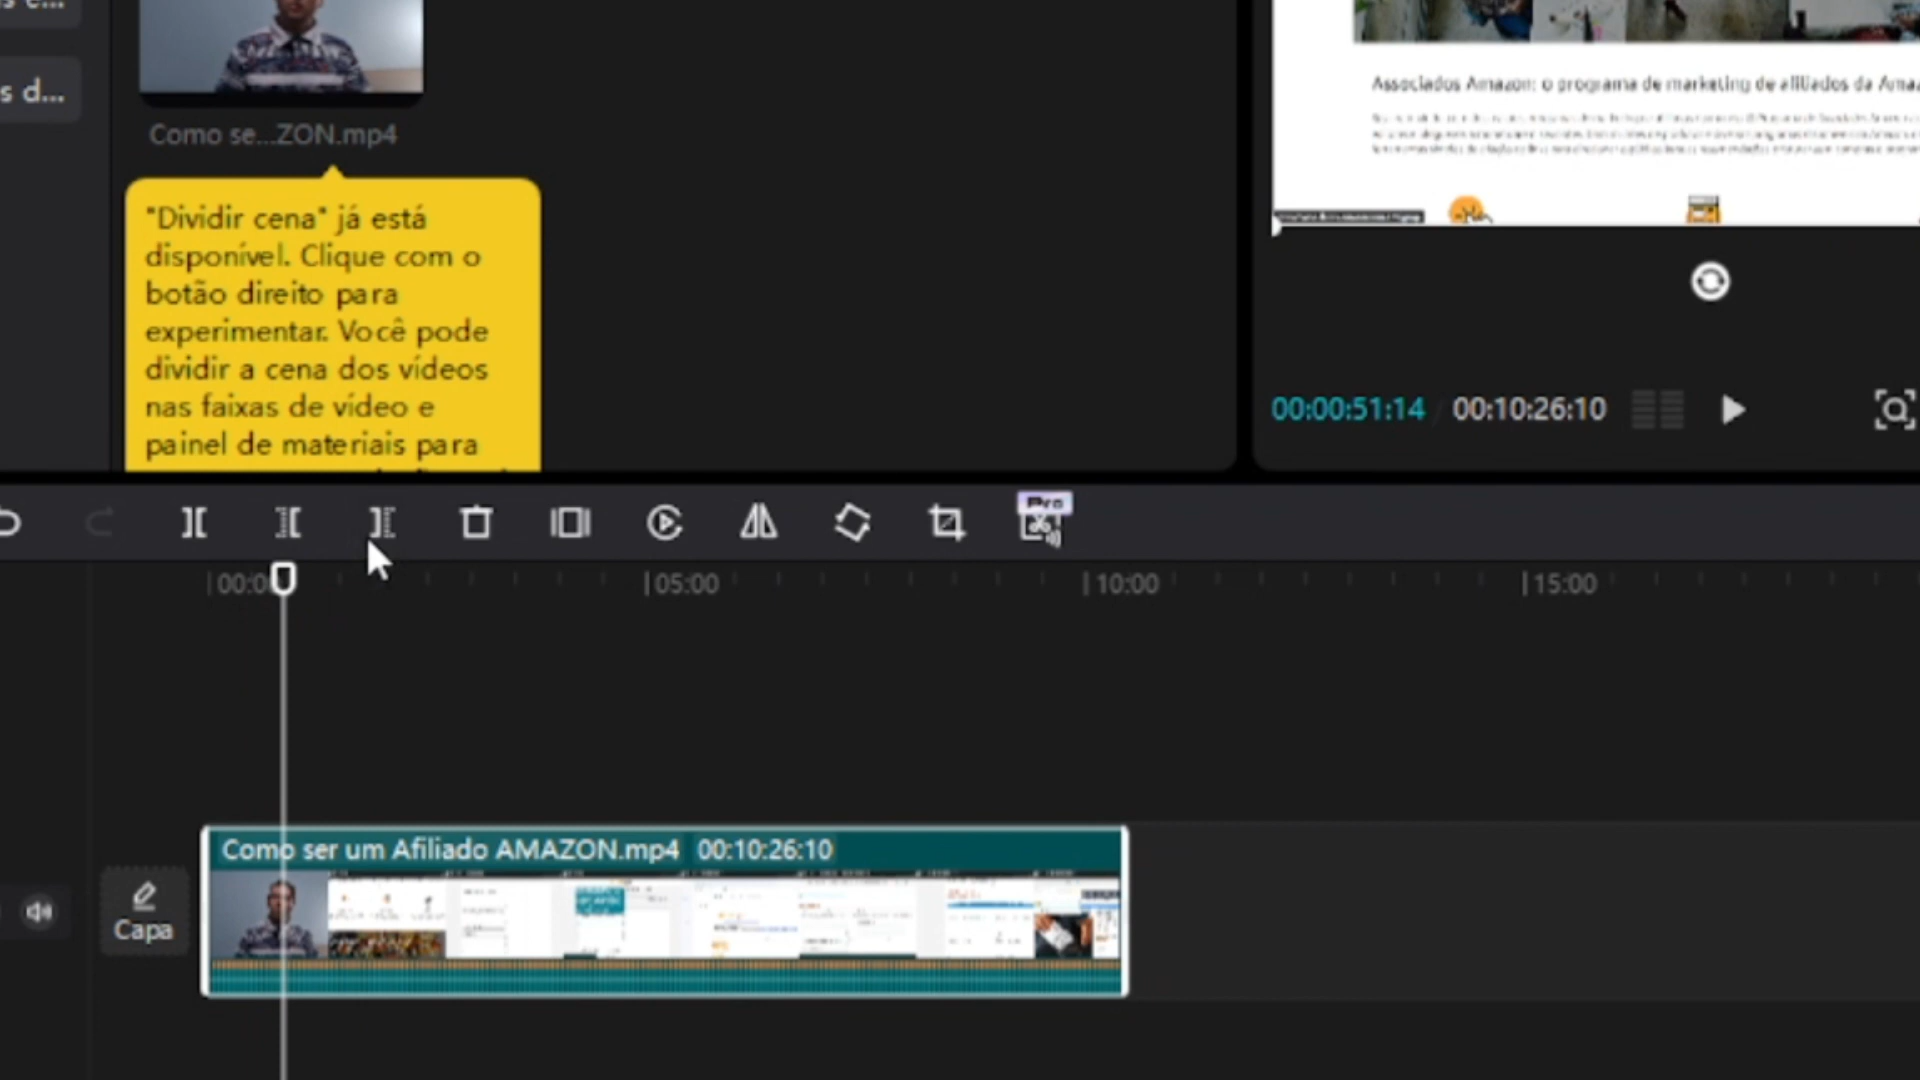 s d...
Como se...ZON.mp4
"Dividir cena" já está
disponível. Clique com o
botão direito para
experimentar. Você pode
dividir a cena dos vídeos
nas faixas de vídeo e
painel de materiais para
Associados Amazon: o programa de marketing de afiliados da Ama
00:00:51:14 00:10:26:10
Pro
00:0
05:00
10:00
15:00
Como ser um Afiliado AMAZON.mp4 00:10:26:10
Capa